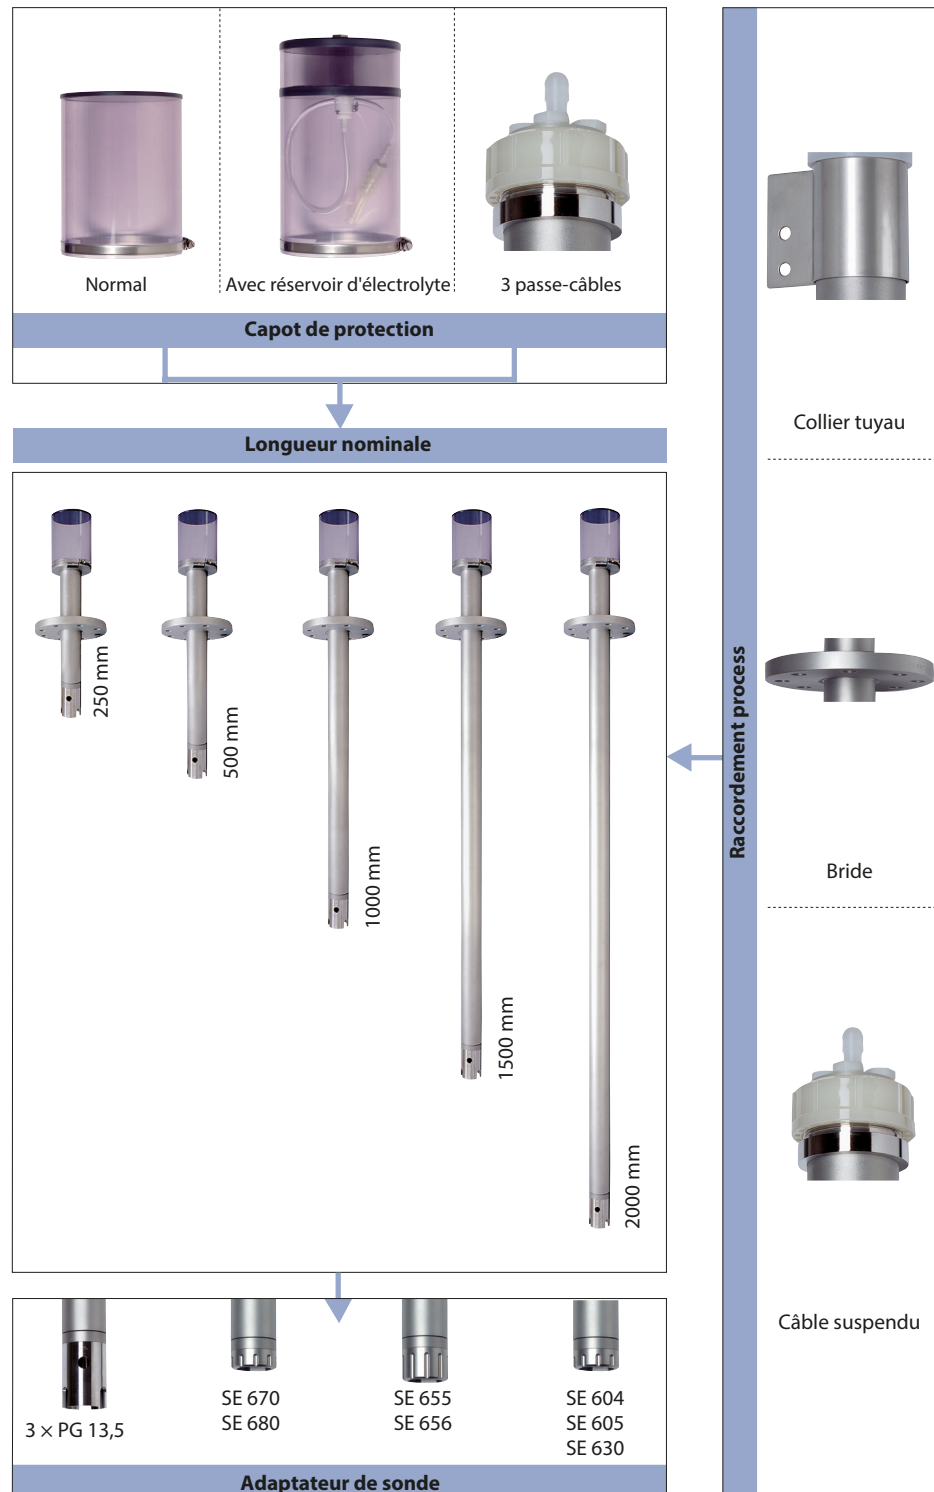 Normal
Avec réservoir d'électrolyte
3 passe-câbles
Capot de protection
Longueur nominale
250 mm
500 mm
1000 mm
1500 mm
2000 mm
3 × PG 13,5
SE 670
SE 680
SE 655
SE 656
SE 604
SE 605
SE 630
Adaptateur de sonde
Raccordement process
Collier tuyau
Bride
Câble suspendu